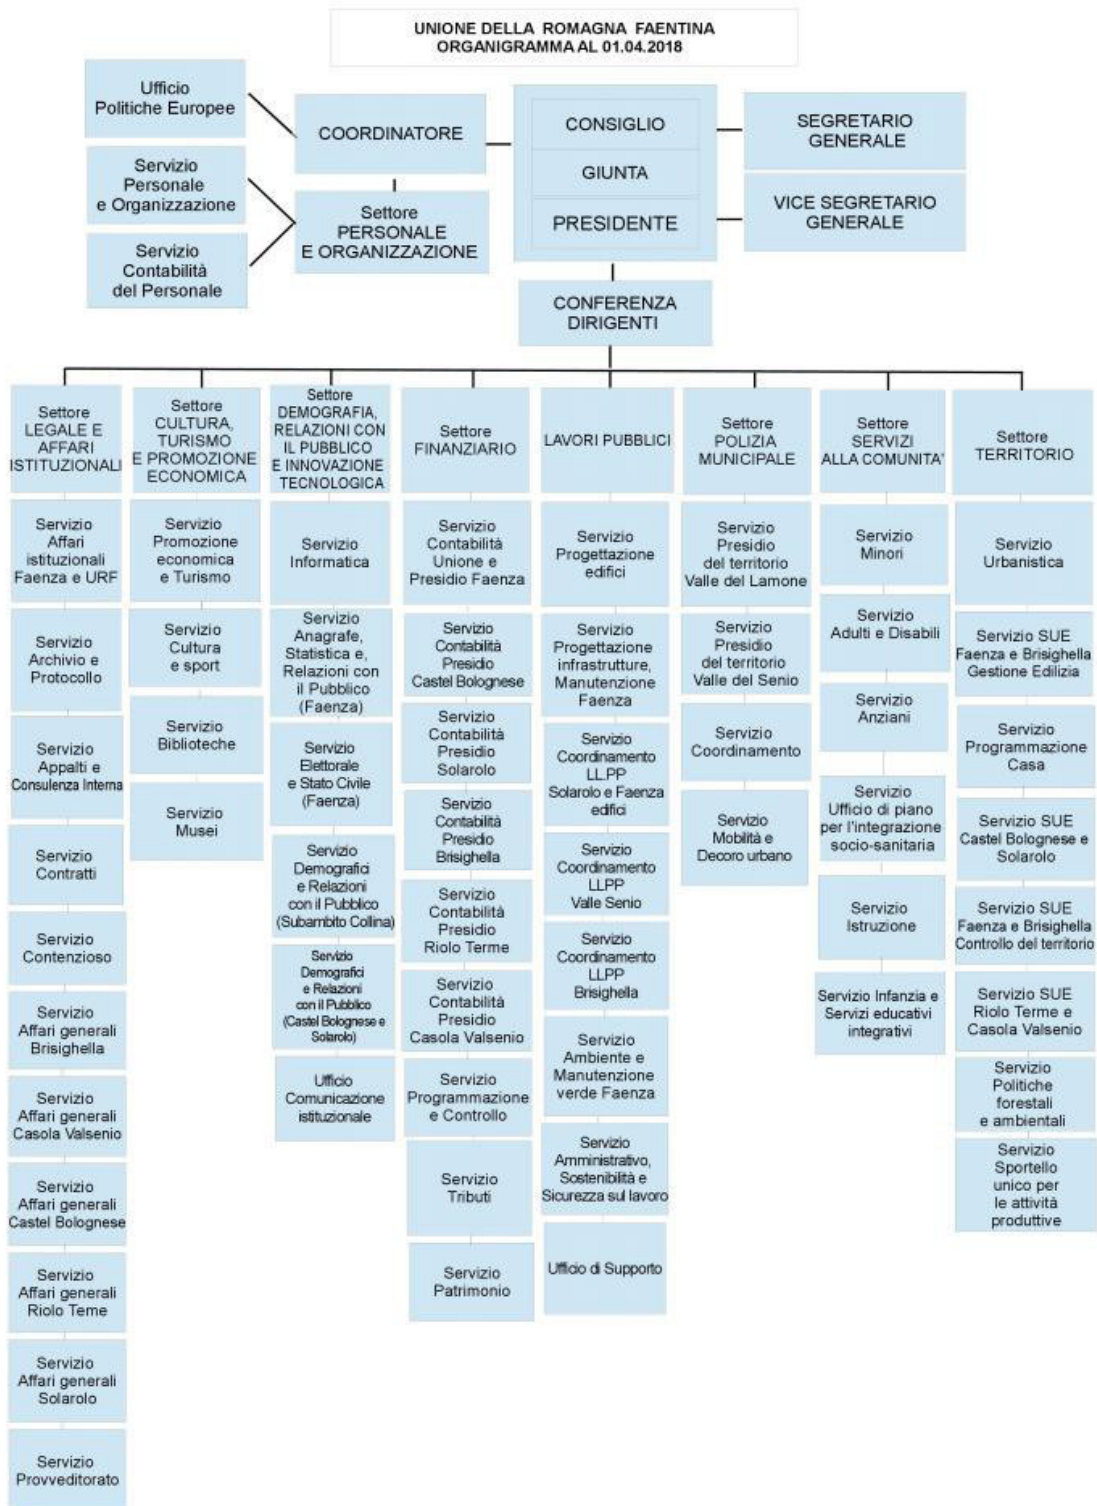 UNIONE DELLA ROMAGNA FAENTINA
ORGANIGRAMMA AL 01.04.2018
Ufficio
Politiche Europee
Servizio
Personale
e Organizzazione
Servizio
Contabilità
del Personale
COORDINATORE
Settore
PERSONALE
E ORGANIZZAZIONE
CONSIGLIO
GIUNTA
PRESIDENTE
SEGRETARIO
GENERALE
VICE SEGRETARIO
GENERALE
CONFERENZA
DIRIGENTI
Settore
LEGALE E
AFFARI
ISTITUZIONALI
Servizio
Affari
istituzionali
Faenza e URF
Servizio
Archivio e
Protocollo
Servizio
Appalti e
Consulenza Interna
Servizio
Contratti
Servizio
Contenzioso
Servizio
Affari generali
Brisighella
Servizio
Affari generali
Casola Valsenio
Servizio
Affari generali
Castel Bolognese
Servizio
Affari generali
Riolo Teme
Servizio
Affari generali
Solarolo
Servizio
Provveditorato
Settore
CULTURA,
TURISMO
E PROMOZIONE
ECONOMICA
Servizio
Promozione
economica
e Turismo
Servizio
Cultura
e sport
Servizio
Biblioteche
Servizio
Musei
Settore
DEMOGRAFIA,
RELAZIONI CON
IL PUBBLICO
E INNOVAZIONE
TECNOLOGICA
Servizio
Informatica
Servizio
Anagrafe,
Statistica e,
Relazioni con
il Pubblico
(Faenza)
Servizio
Elettorale
e Stato Civile
(Faenza)
Servizio
Demografici
e Relazioni
con il Pubblico
(Subambito Collina)
Servizio
Demografici
e Relazioni
con il Pubblico
(Castel Bolognese e
Solarolo)
Ufficio
Comunicazione
istituzionale
Settore
FINANZIARIO
Servizio
Contabilità
Unione e
Presidio Faenza
Servizio
Contabilità
Presidio
Castel Bolognese
Servizio
Contabilità
Presidio
Solarolo
Servizio
Contabilità
Presidio
Brisighella
Servizio
Contabilità
Presidio
Riolo Terme
Servizio
Contabilità
Presidio
Casola Valsenio
Servizio
Programmazione
e Controllo
Servizio
Tributi
Servizio
Patrimonio
LAVORI PUBBLICI
Servizio
Progettazione
edifici
Servizio
Progettazione
infrastrutture,
Manutenzione
Faenza
Servizio
Coordinamento
LL.PP
Solarolo e Faenza
edifici
Servizio
Coordinamento
LLPP
Valle Senio
Servizio
Coordinamento
LLPP
Brisighella
Servizio
Ambiente e
Manutenzione
verde Faenza
Servizio
Amministrativo,
Sostenibilità e
Sicurezza sul lavoro
Ufficio di Supporto
Settore
POLIZIA
MUNICIPALE
Servizio
Presidio
del territorio
Valle del Lamone
Servizio
Presidio
del territorio
Valle del Senio
Servizio
Coordinamento
Servizio
Mobilità e
Decoro urbano
Settore
SERVIZI
ALLA COMUNITA'
Servizio
Minori
Servizio
Adulti e Disabili
Servizio
Anziani
Servizio
Ufficio di piano
per l'integrazione
socio-sanitaria
Servizio
Istruzione
Servizio Infanzia e
Servizi educativi
integrativi
Settore
TERRITORIO
Servizio
Urbanistica
Servizio SUE
Faenza e Brisighella
Gestione Edilizia
Servizio
Programmazione
Casa
Servizio SUE
Castel Bolognese e
Solarolo
Servizio SUE
Faenza e Brisighella
Controllo del territorio
Servizio SUE
Riolo Terme e
Casola Valsenio
Servizio
Politiche
forestali
e ambientali
Servizio
Sportello
unico per
le attività
produttive